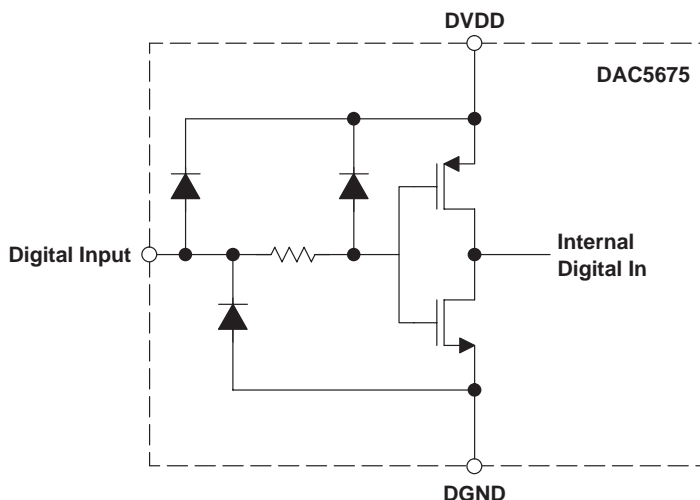 DVDD
DAC5675
Digital Input
Internal
Digital In
DGND